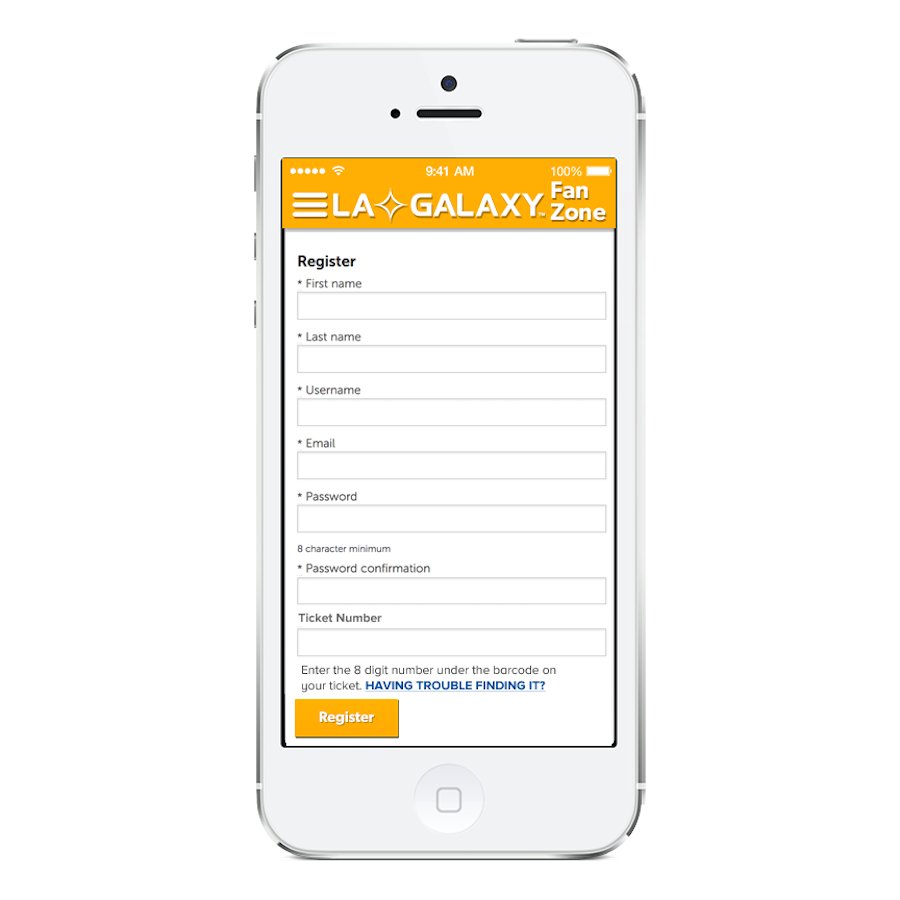 9:41 AM
100%
LA GALAXY™
Fan
Zone
Register
* First name
* Last name
* Username
* Email
* Password
8 character minimum
* Password confirmation
Ticket Number
Enter the 8 digit number under the barcode on
your ticket. HAVING TROUBLE FINDING IT?
Register